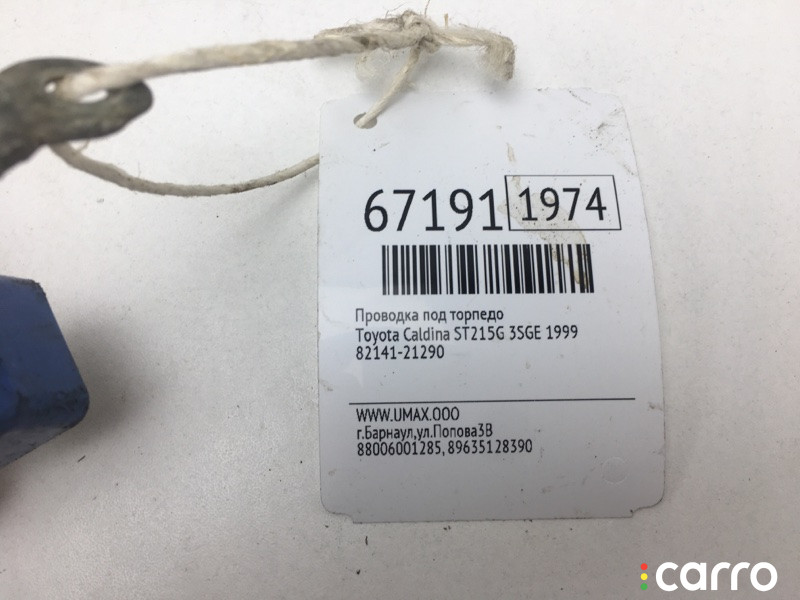 67191 1974
Проводка под торпедо
Toyota Caldina ST215G 3SGE 1999
82141-21290
WWW.UMAX.OOO
г.Барнаул,ул.Попова3В
88006001285, 89635128390
carro